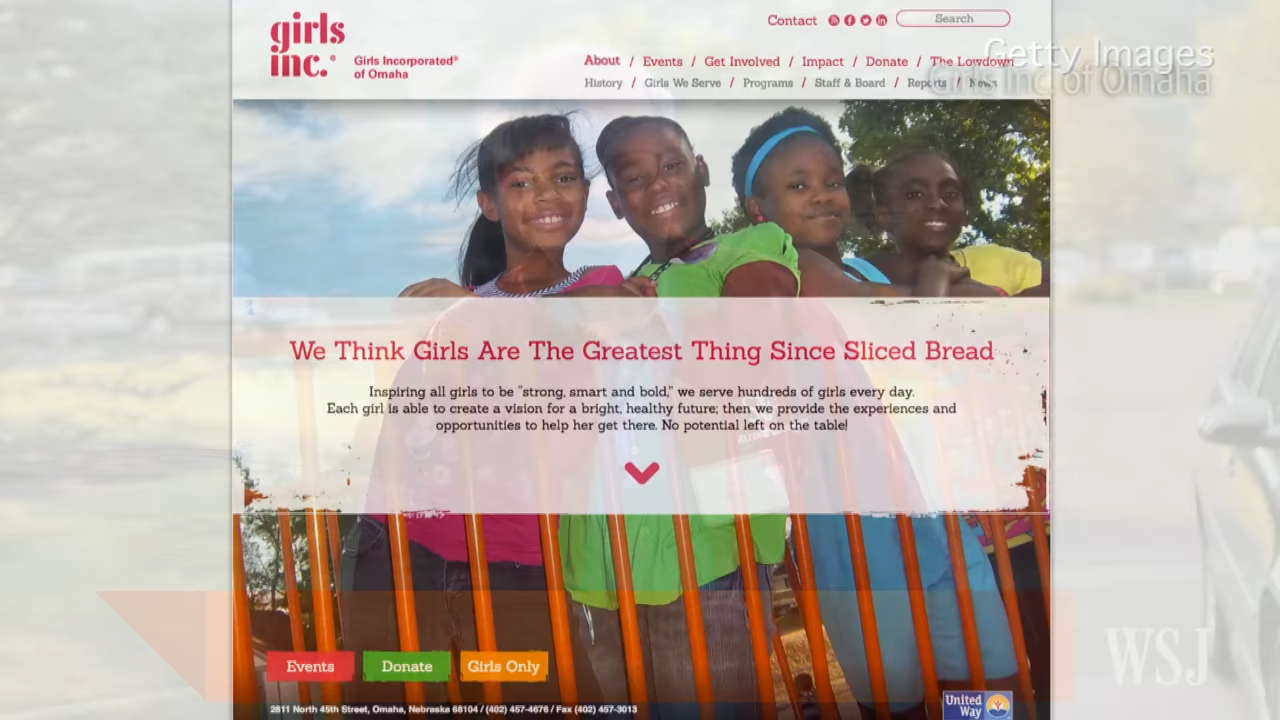 girls
inc.®
Girls Incorporated®
of Omaha
Contact
Search
About / Events / Get Involved / Impact / Donate / The Lowdown
History / Girls We Serve / Programs / Staff & Board / Reports / News
Getty Images
Girls Inc. of Omaha
We Think Girls Are The Greatest Thing Since Sliced Bread
Inspiring all girls to be "strong, smart and bold," we serve hundreds of girls every day.
Each girl is able to create a vision for a bright, healthy future; then we provide the experiences and
opportunities to help her get there. No potential left on the table!
Events
Donate
Girls Only
2811 North 45th Street, Omaha, Nebraska 68104 / (402) 457-4676 / Fax (402) 457-3013
United
Way
WSJ